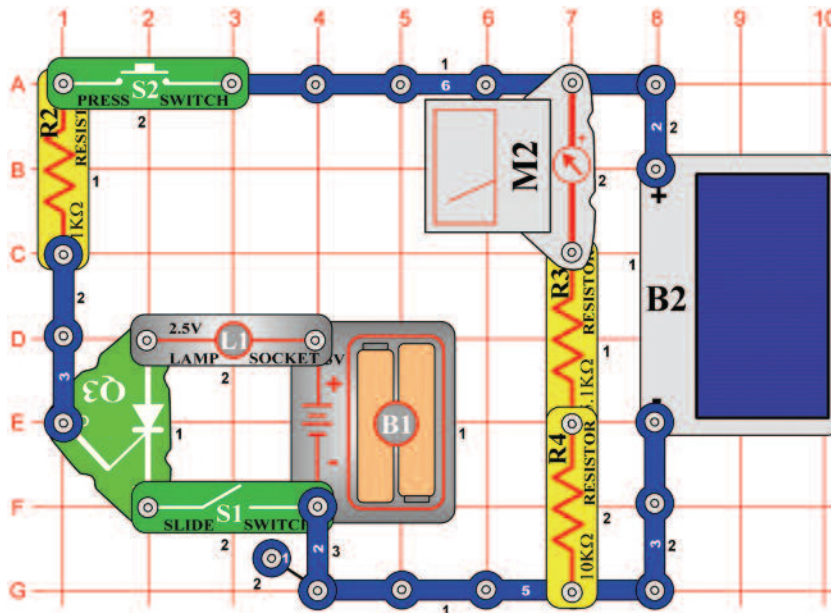 1 2 3 4 5 6 7 8 9 10
A
S2
PRESS SWITCH
2
1
6
R2
1KΩ
1
B
M2
+
2
2
2
C
2
3
R3
RESISTOR
1
1
+
B2
-
D
2.5V
L1
LAMP SOCKET
2
Q3
1
E
B1
+
-
1
R4
RESISTOR
10KΩ
2
F
S1
SLIDE SWITCH
2
2
3
1
2
3
2
G
1
5